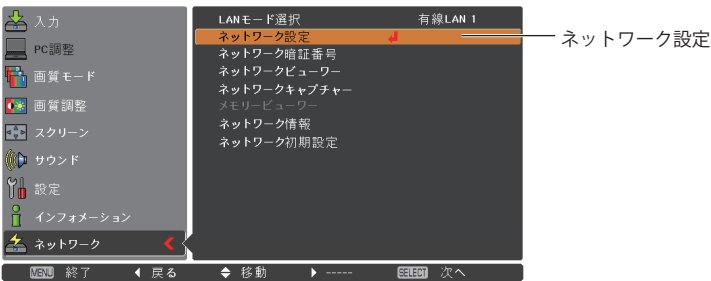 入力
PC調整
画質モード
画質調整
スクリーン
サウンド
設定
インフォメーション
ネットワーク
LANモード選択 有線LAN 1
ネットワーク設定
ネットワーク暗証番号
ネットワークビューワー
ネットワークキャプチャー
メモリービューワー
ネットワーク情報
ネットワーク初期設定
ネットワーク設定
MENU 終了 戻る 移動 ----- SELECT 次へ